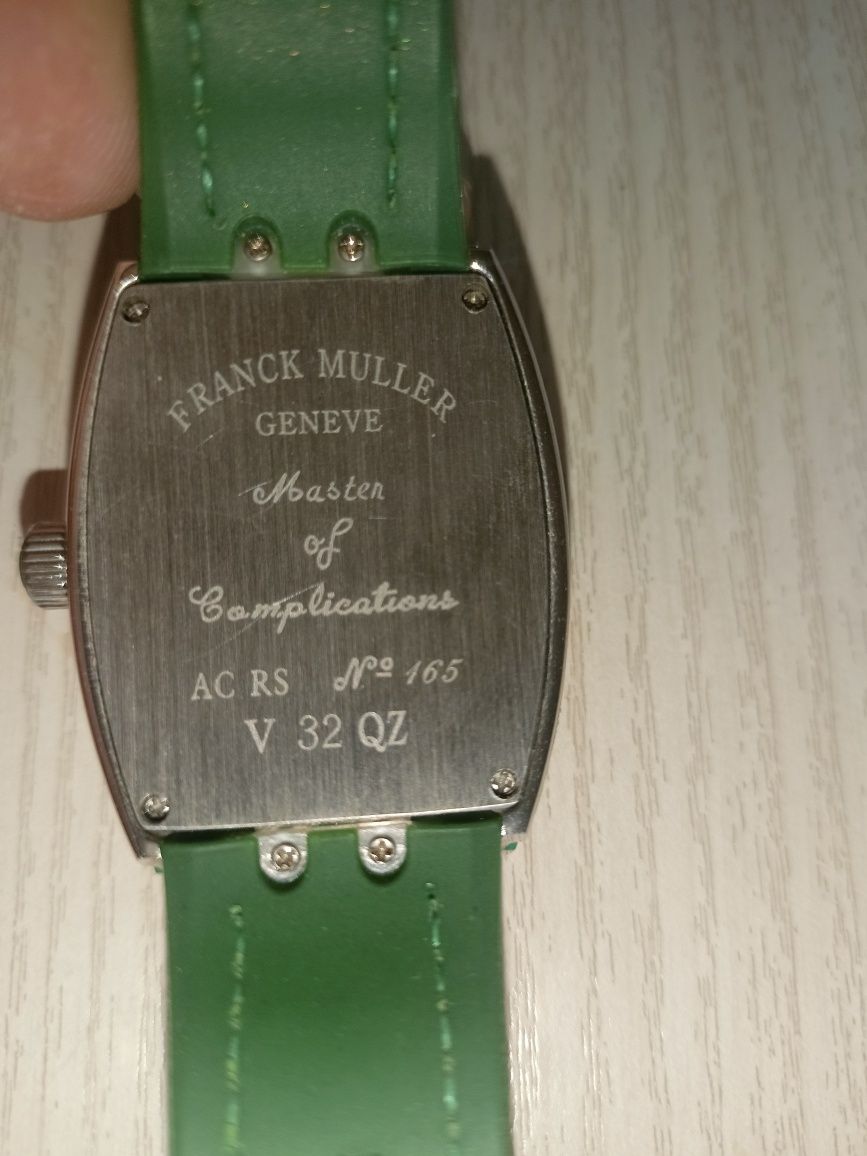 FRANCK MULLER
GENEVE
Master
of
Complications
AC RS Nº 165
V 32 QZ